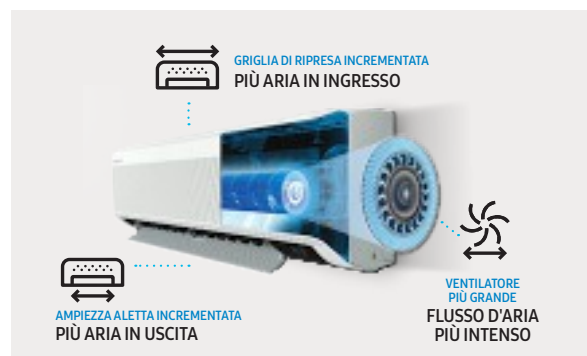 GRIGLIA DI RIPRESA INCREMENTATA
PIÙ ARIA IN INGRESSO
AMPIEZZA ALETTA INCREMENTATA
PIÙ ARIA IN USCITA
VENTILATORE
PIÙ GRANDE
FLUSSO D'ARIA
PIÙ INTENSO